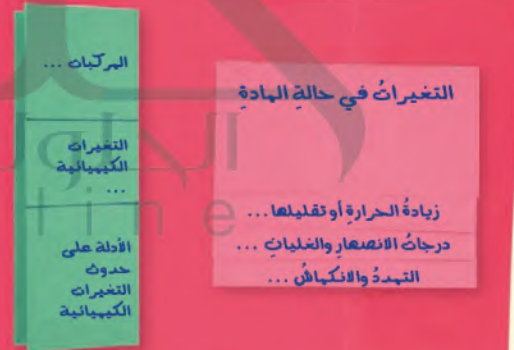 التغيراتُ في حالةِ المادةِ
زيادةُ الحرارةِ أو تقليلها...
درجاتُ الانصهارِ والغليانِ ...
التمددُ والانكماشُ ...
المركبات ...
التغيرات
الكيميائية
...
الأدلة على
حدوث
التغيرات
الكيميائية
line